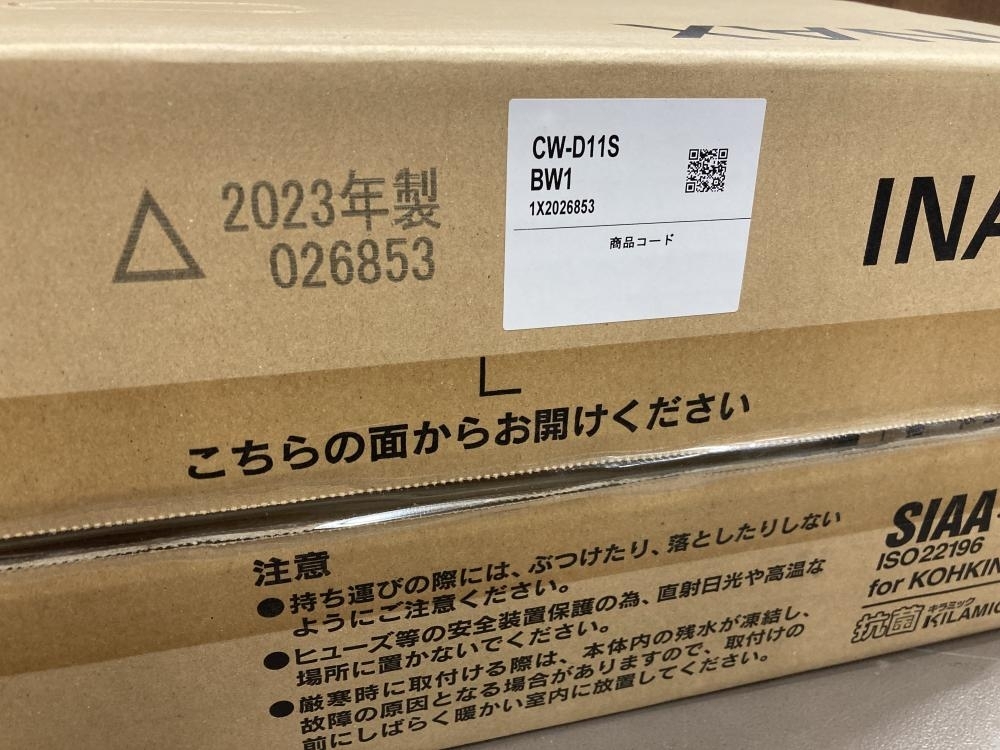 INAX
CW-D11S
BW1
1X2026853
商品コード
2023年製
026853
INA
こちらの面からお開けください
注意
●持ち運びの際には、ぶつけたり、落としたりしない
ようにご注意ください。
●ヒューズ等の安全装置保護の為、直射日光や高温な
場所に置かないでください。
●厳寒時に取付ける際は、本体内の残水が凍結し、
故障の原因となる場合がありますので、取付けの
前にしばらく暖かい室内に放置してください。
SIAA
ISO22196
for KOHKIN
抗菌 キラミック
KILAMIC